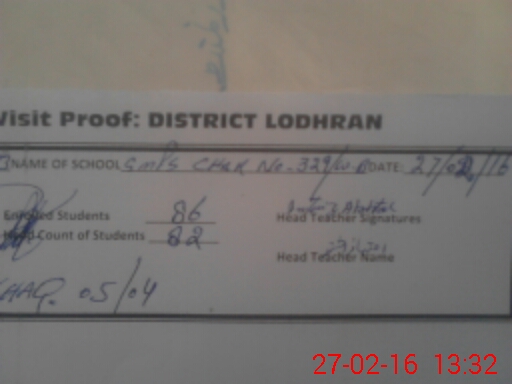 Visit Proof: DISTRICT LODHRAN
NAME OF SCHOOL GMPS CHAK No. 329/W.B DATE: 27/02/16
Enrolled Students 86 Head Teacher Signatures
Head Count of Students 82
Head Teacher Name
05/04
27-02-16 13:32